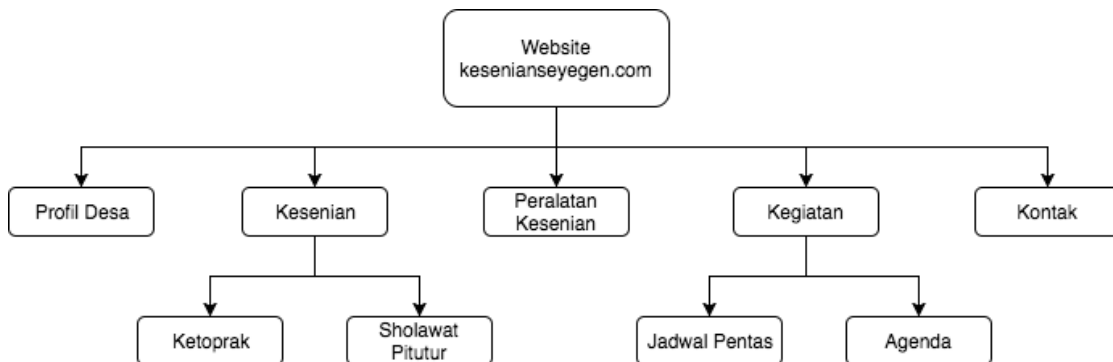 Website
kesenianseyegen.com
Profil Desa
Kesenian
Peralatan
Kesenian
Kegiatan
Kontak
Ketoprak
Sholawat
Pitutur
Jadwal Pentas
Agenda